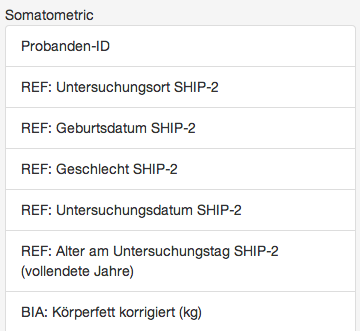 Somatometric
Probanden-ID
REF: Untersuchungsort SHIP-2
REF: Geburtsdatum SHIP-2
REF: Geschlecht SHIP-2
REF: Untersuchungsdatum SHIP-2
REF: Alter am Untersuchungstag SHIP-2
(vollendete Jahre)
BIA: Körperfett korrigiert (kg)